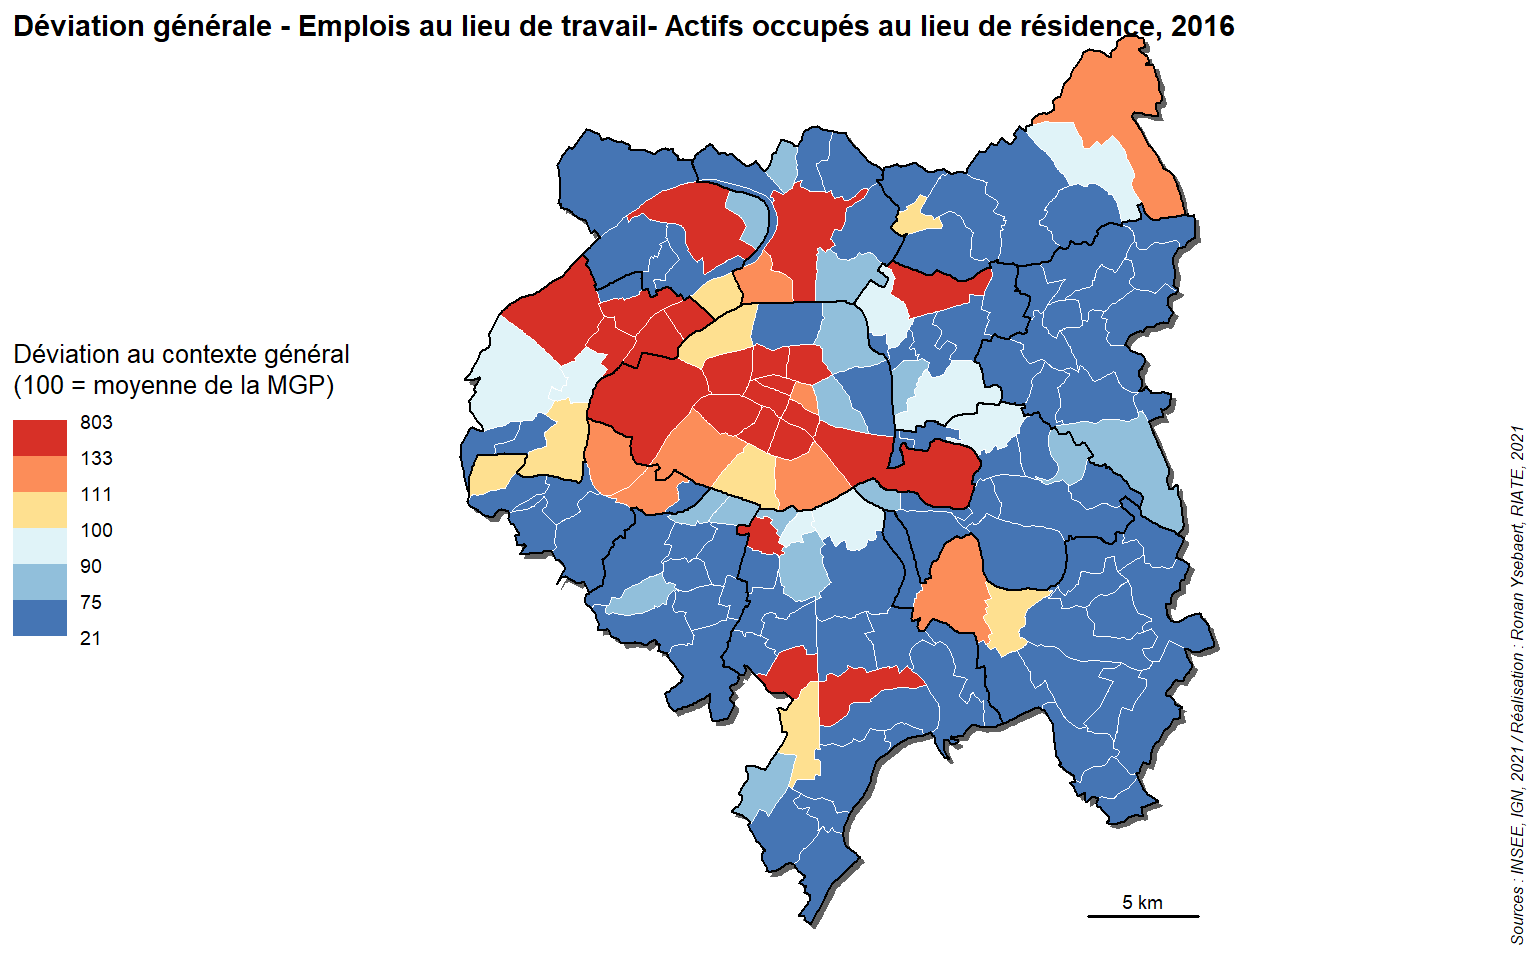 Déviation générale - Emplois au lieu de travail- Actifs occupés au lieu de résidence, 2016
Déviation au contexte général
(100 = moyenne de la MGP)
803
133
111
100
90
75
21
5 km
Sources : INSEE, IGN, 2021 / Réalisation : Ronan Ysebaert, RIATE, 2021